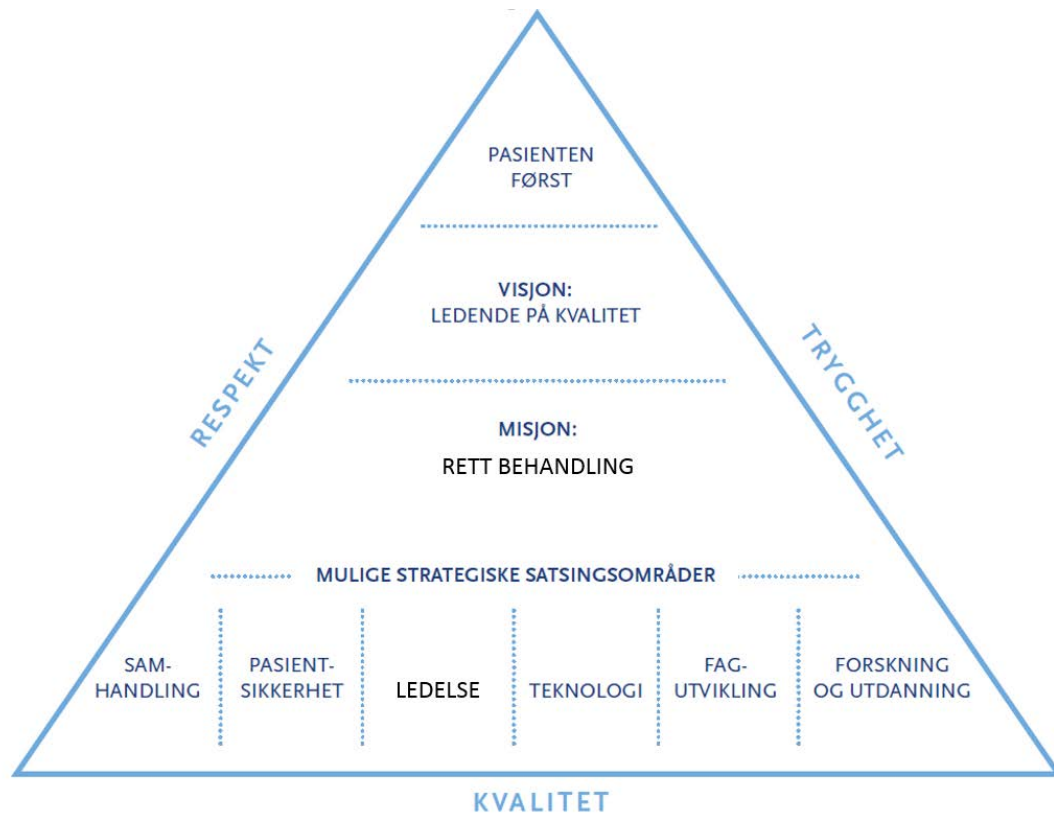 PASIENTEN
FØRST
VISJON:
LEDENDE PÅ KVALITET
RESPEKT
TRYGGHET
MISJON:
RETT BEHANDLING
MULIGE STRATEGISKE SATSINGSOMRÅDER
SAM-
HANDLING
PASIENT-
SIKKERHET
LEDELSE
TEKNOLOGI
FAG-
UTVIKLING
FORSKNING
OG UTDANNING
KVALITET